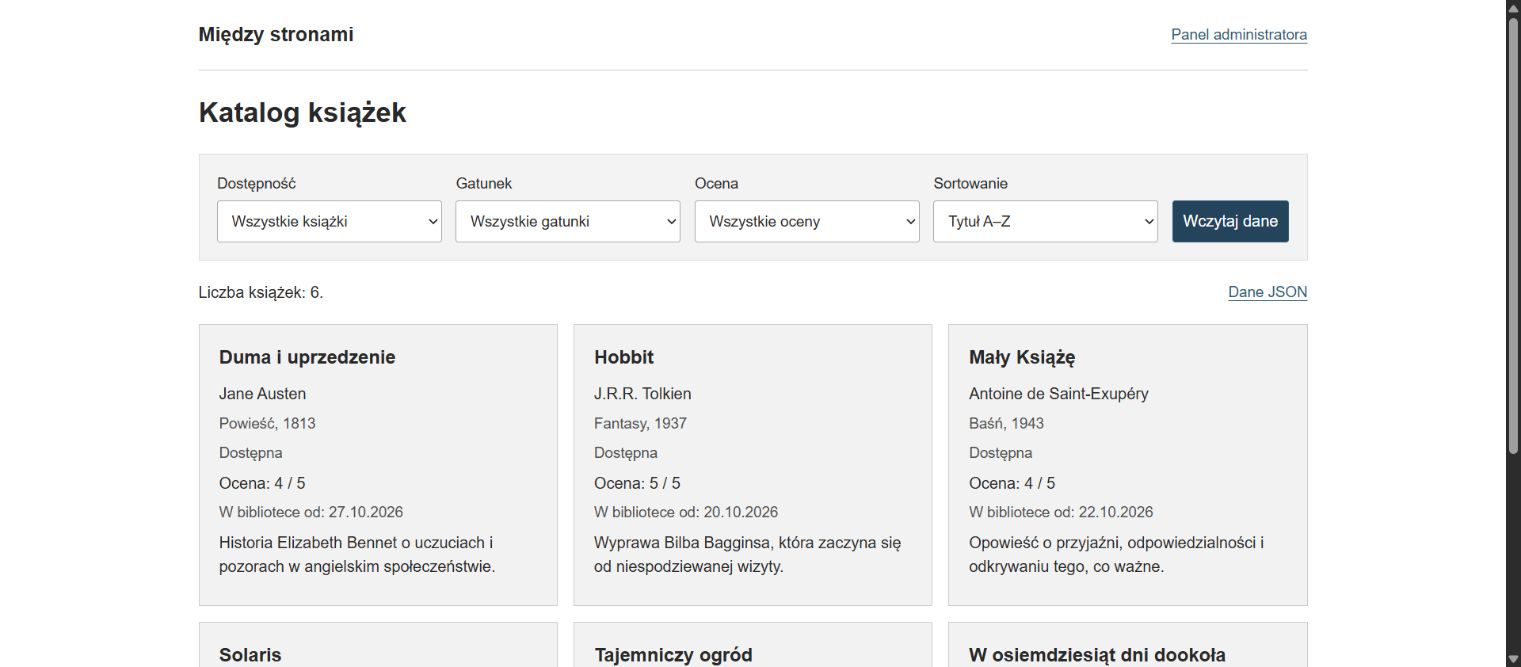 Między stronami
Panel administratora
Katalog książek
Dostępność
Gatunek
Ocena
Sortowanie
Wszystkie książki
Wszystkie gatunki
Wszystkie oceny
Tytuł A–Z
Wczytaj dane
Liczba książek: 6.
Dane JSON
Duma i uprzedzenie
Jane Austen
Powieść, 1813
Dostępna
Ocena: 4 / 5
W bibliotece od: 27.10.2026
Historia Elizabeth Bennet o uczuciach i
pozorach w angielskim społeczeństwie.
Hobbit
J.R.R. Tolkien
Fantasy, 1937
Dostępna
Ocena: 5 / 5
W bibliotece od: 20.10.2026
Wyprawa Bilba Bagginsa, która zaczyna się
od niespodziewanej wizyty.
Mały Książę
Antoine de Saint-Exupéry
Baśń, 1943
Dostępna
Ocena: 4 / 5
W bibliotece od: 22.10.2026
Opowieść o przyjaźni, odpowiedzialności i
odkrywaniu tego, co ważne.
Solaris
Tajemniczy ogród
W osiemdziesiąt dni dookoła